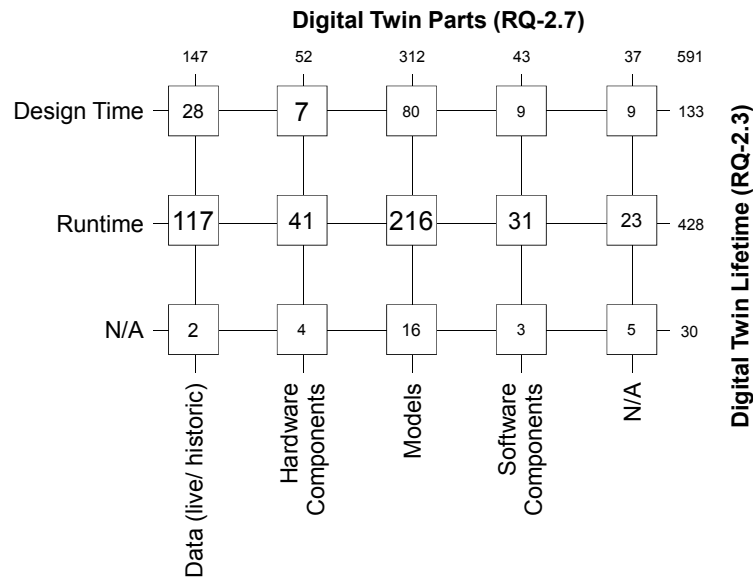 Digital Twin Parts (RQ-2.7)
147 52 312 43 37 591
Design Time 28 7 80 9 9 133
Runtime 117 41 216 31 23 428
N/A 2 4 16 3 5 30
Data (live/ historic)
Hardware
Components
Models
Software
Components
N/A
Digital Twin Lifetime (RQ-2.3)